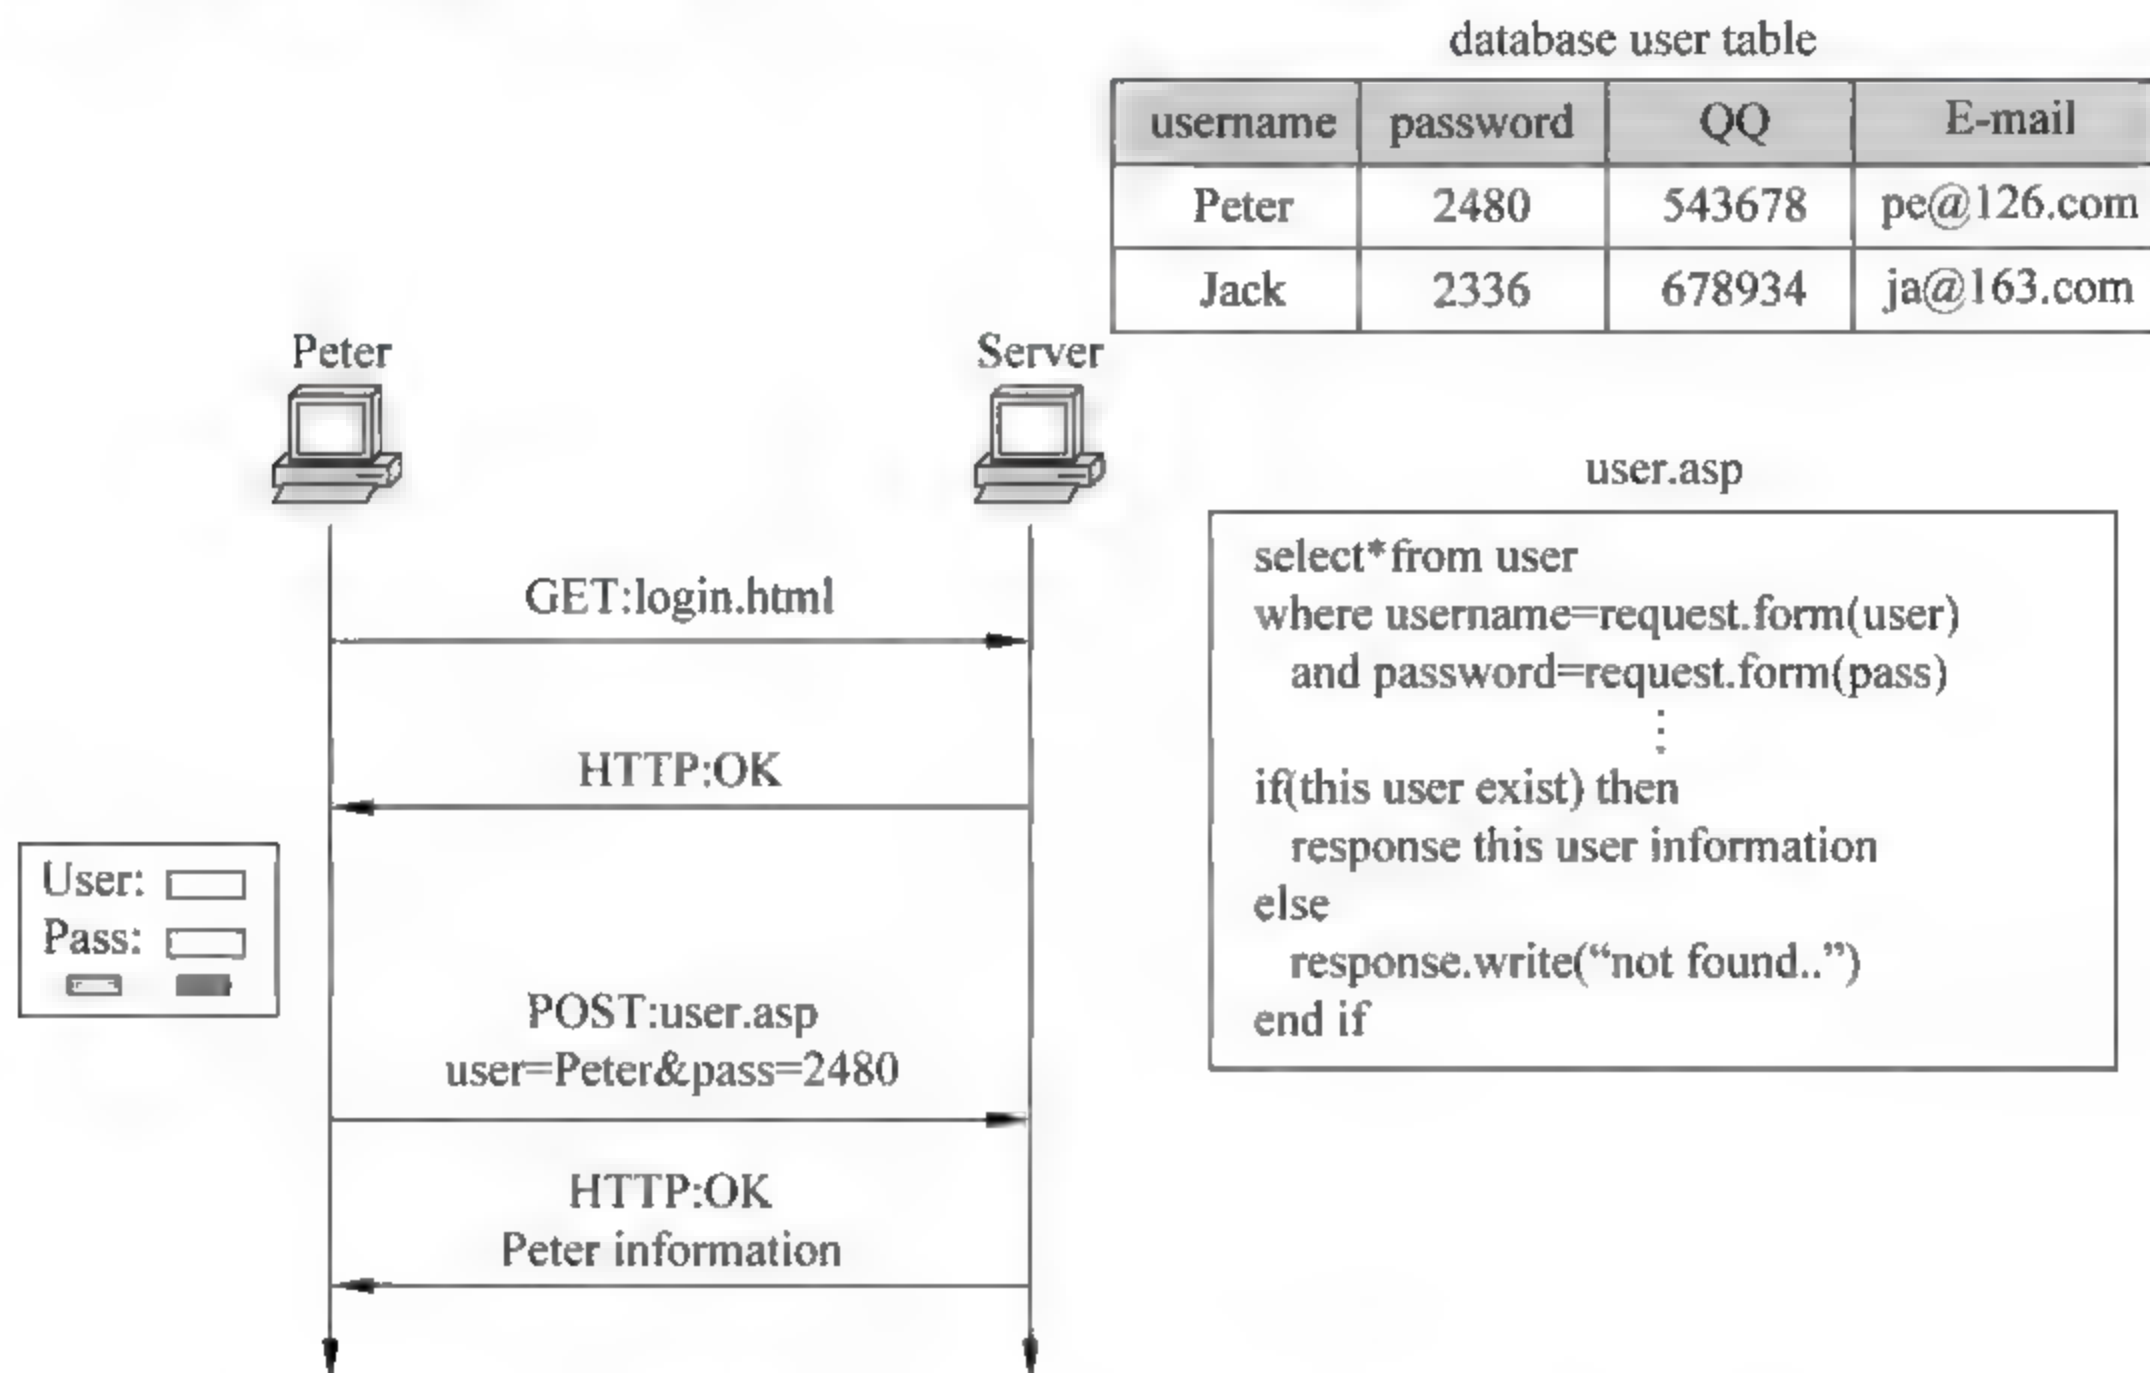 database user table
username password QQ E-mail
Peter 2480 543678 pe@126.com
Jack 2336 678934 ja@163.com
Peter
Server
GET:login.html
HTTP:OK
User:
Pass:
POST:user.asp
user=Peter&pass=2480
HTTP:OK
Peter information
user.asp
select*from user
where username=request.form(user)
and password=request.form(pass)
⋮
if(this user exist) then
response this user information
else
response.write(“not found..”)
end if